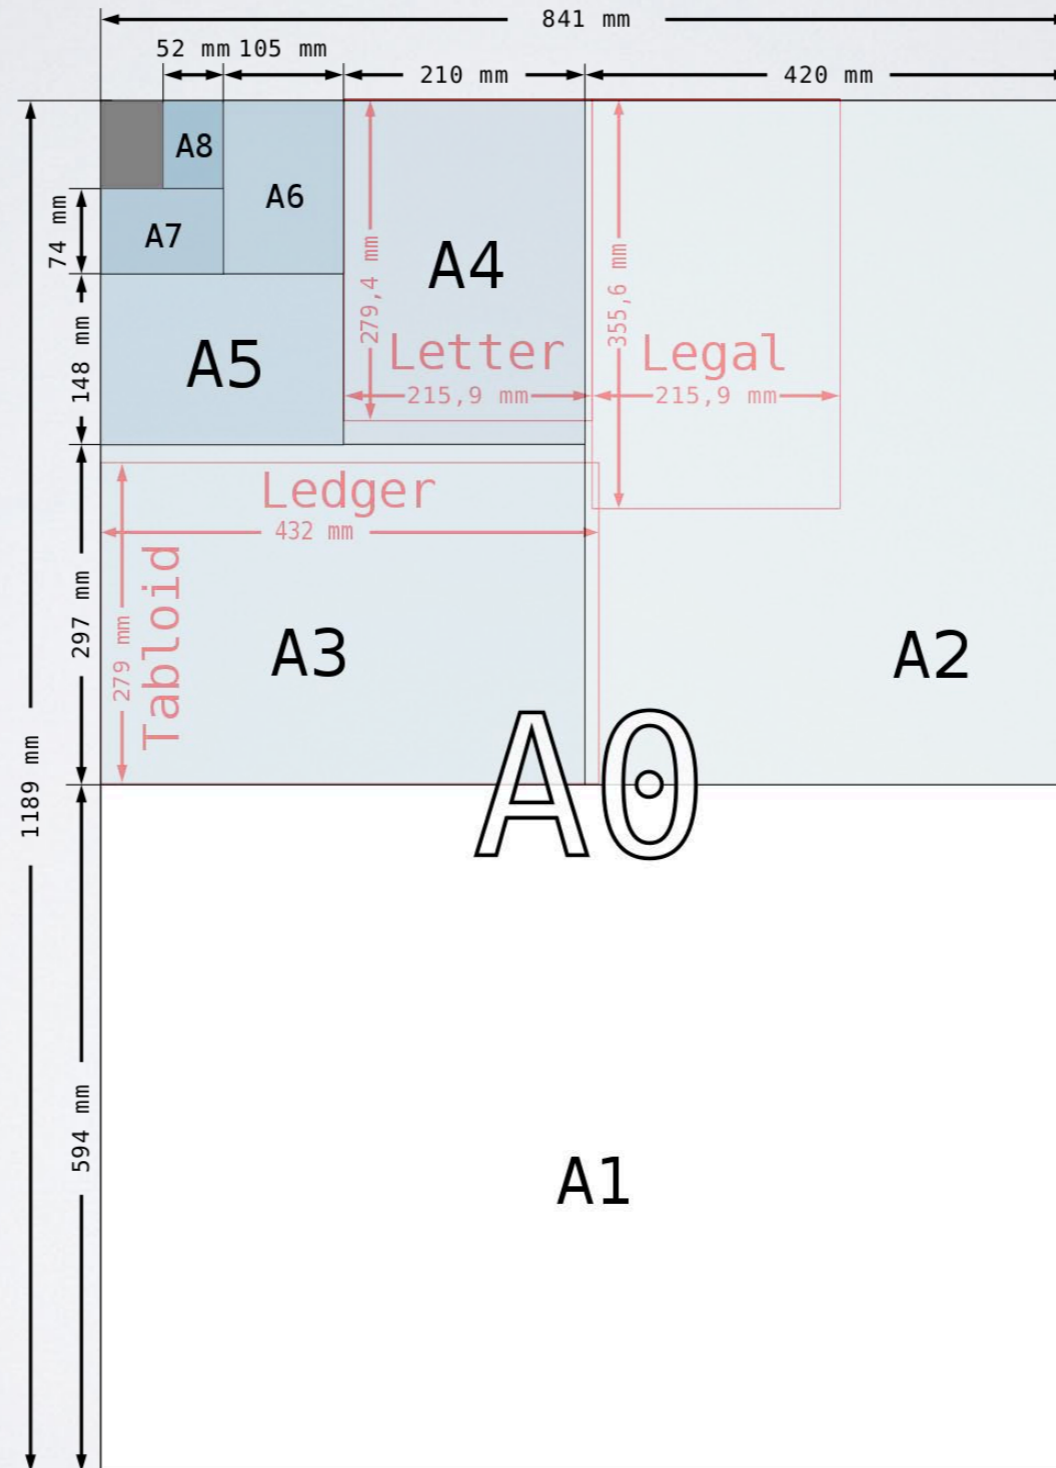 841 mm
52 mm 105 mm
210 mm
420 mm
A8
A6
A7
74 mm
A4
279,4 mm
355,6 mm
Letter
Legal
215,9 mm
215,9 mm
A5
148 mm
Ledger
432 mm
Tabloid
279 mm
297 mm
A3
A2
A0
1189 mm
594 mm
A1